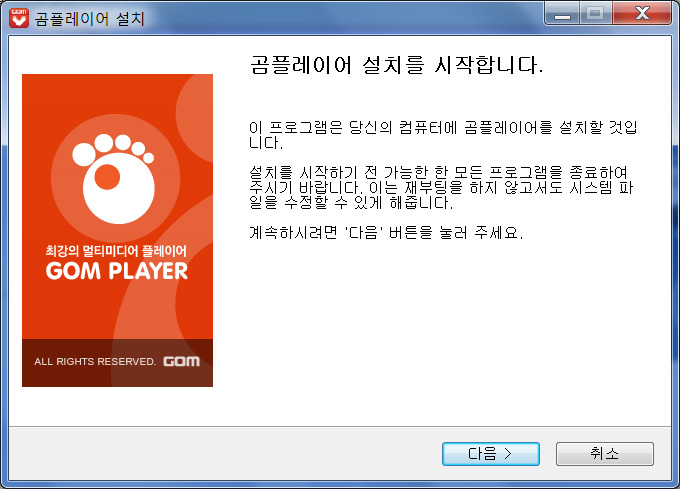 곰플레이어 설치
곰플레이어 설치를 시작합니다.
이 프로그램은 당신의 컴퓨터에 곰플레이어를 설치할 것입
니다.
설치를 시작하기 전 가능한 한 모든 프로그램을 종료하여
주시기 바랍니다. 이는 재부팅을 하지 않고서도 시스템 파
일을 수정할 수 있게 해줍니다.
계속하시려면 '다음' 버튼을 눌러 주세요.
최강의 멀티미디어 플레이어
GOM PLAYER
ALL RIGHTS RESERVED. GOM
다음 >
취소